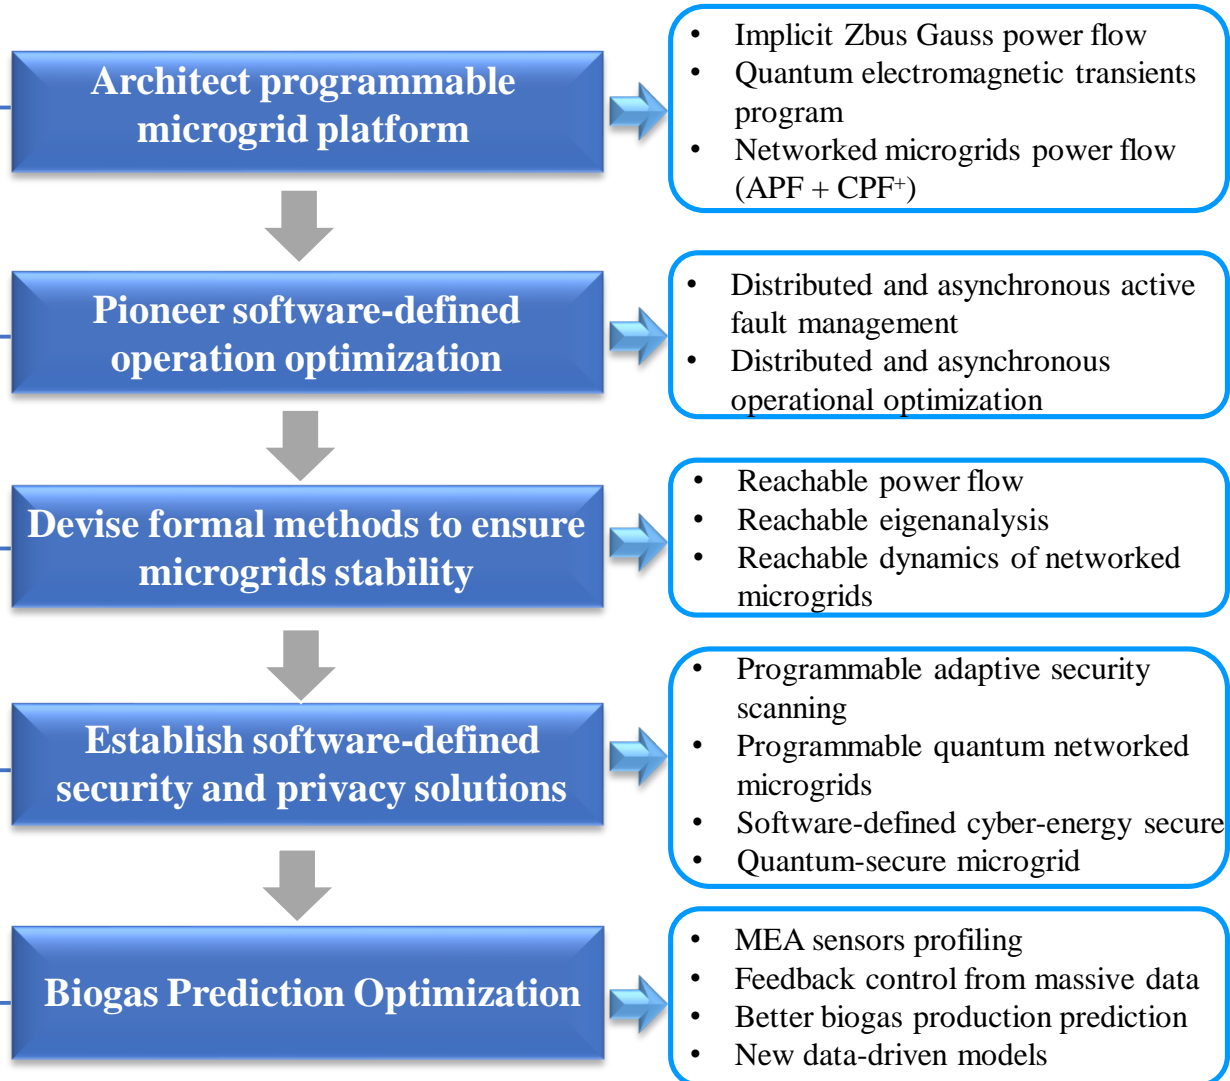 Architect programmable
microgrid platform
• Implicit Zbus Gauss power flow
• Quantum electromagnetic transients
program
• Networked microgrids power flow
(APF + CPF⁺)
Pioneer software-defined
operation optimization
• Distributed and asynchronous active
fault management
• Distributed and asynchronous
operational optimization
Devise formal methods to ensure
microgrids stability
• Reachable power flow
• Reachable eigenanalysis
• Reachable dynamics of networked
microgrids
Establish software-defined
security and privacy solutions
• Programmable adaptive security
scanning
• Programmable quantum networked
microgrids
• Software-defined cyber-energy secure
• Quantum-secure microgrid
Biogas Prediction Optimization
• MEA sensors profiling
• Feedback control from massive data
• Better biogas production prediction
• New data-driven models